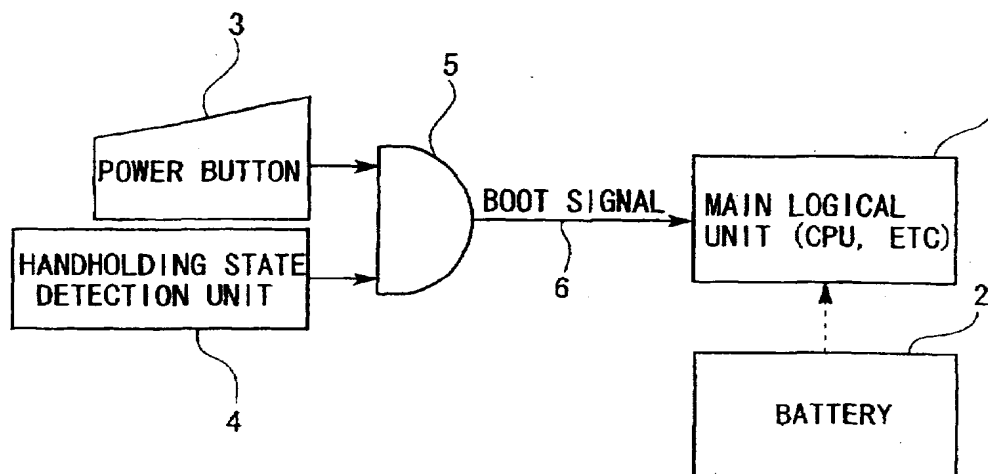 3
5
POWER BUTTON
BOOT SIGNAL
MAIN LOGICAL
UNIT (CPU, ETC)
HANDHOLDING STATE
DETECTION UNIT
6
2
4
BATTERY